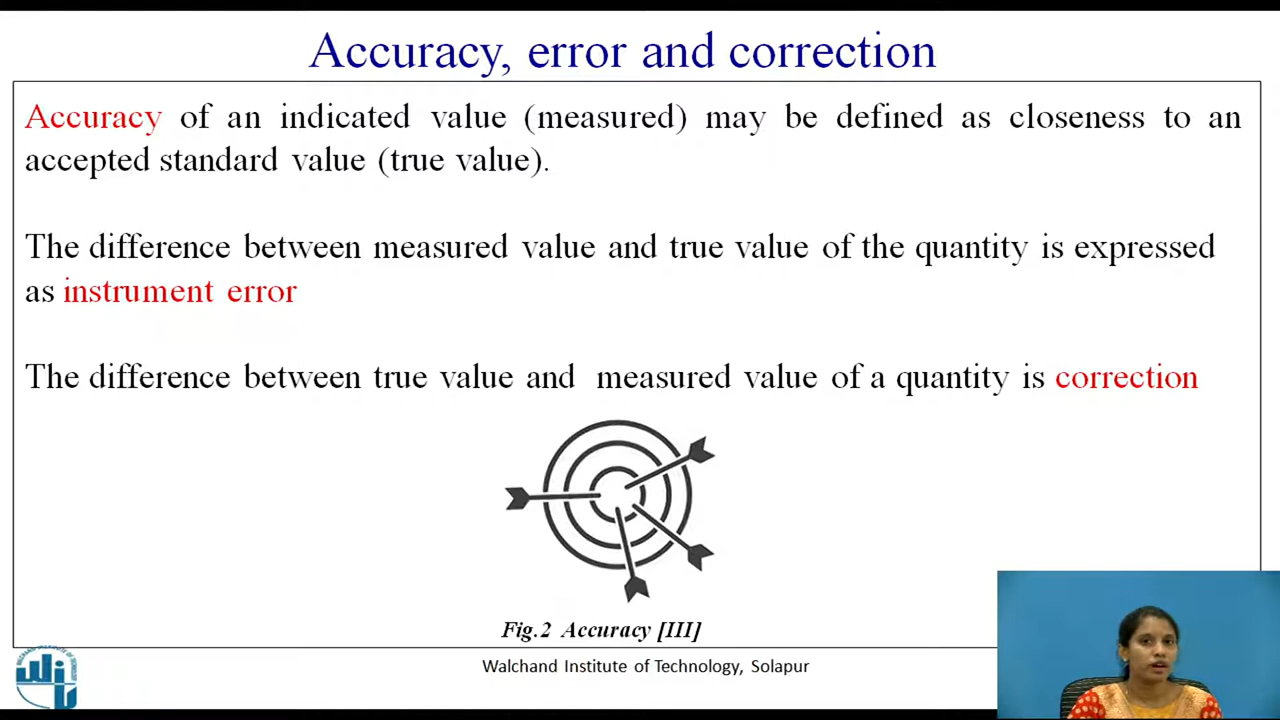 Accuracy, error and correction
Accuracy of an indicated value (measured) may be defined as closeness to an
accepted standard value (true value).
The difference between measured value and true value of the quantity is expressed
as instrument error
The difference between true value and measured value of a quantity is correction
Fig.2 Accuracy [III]
Walchand Institute of Technology, Solapur